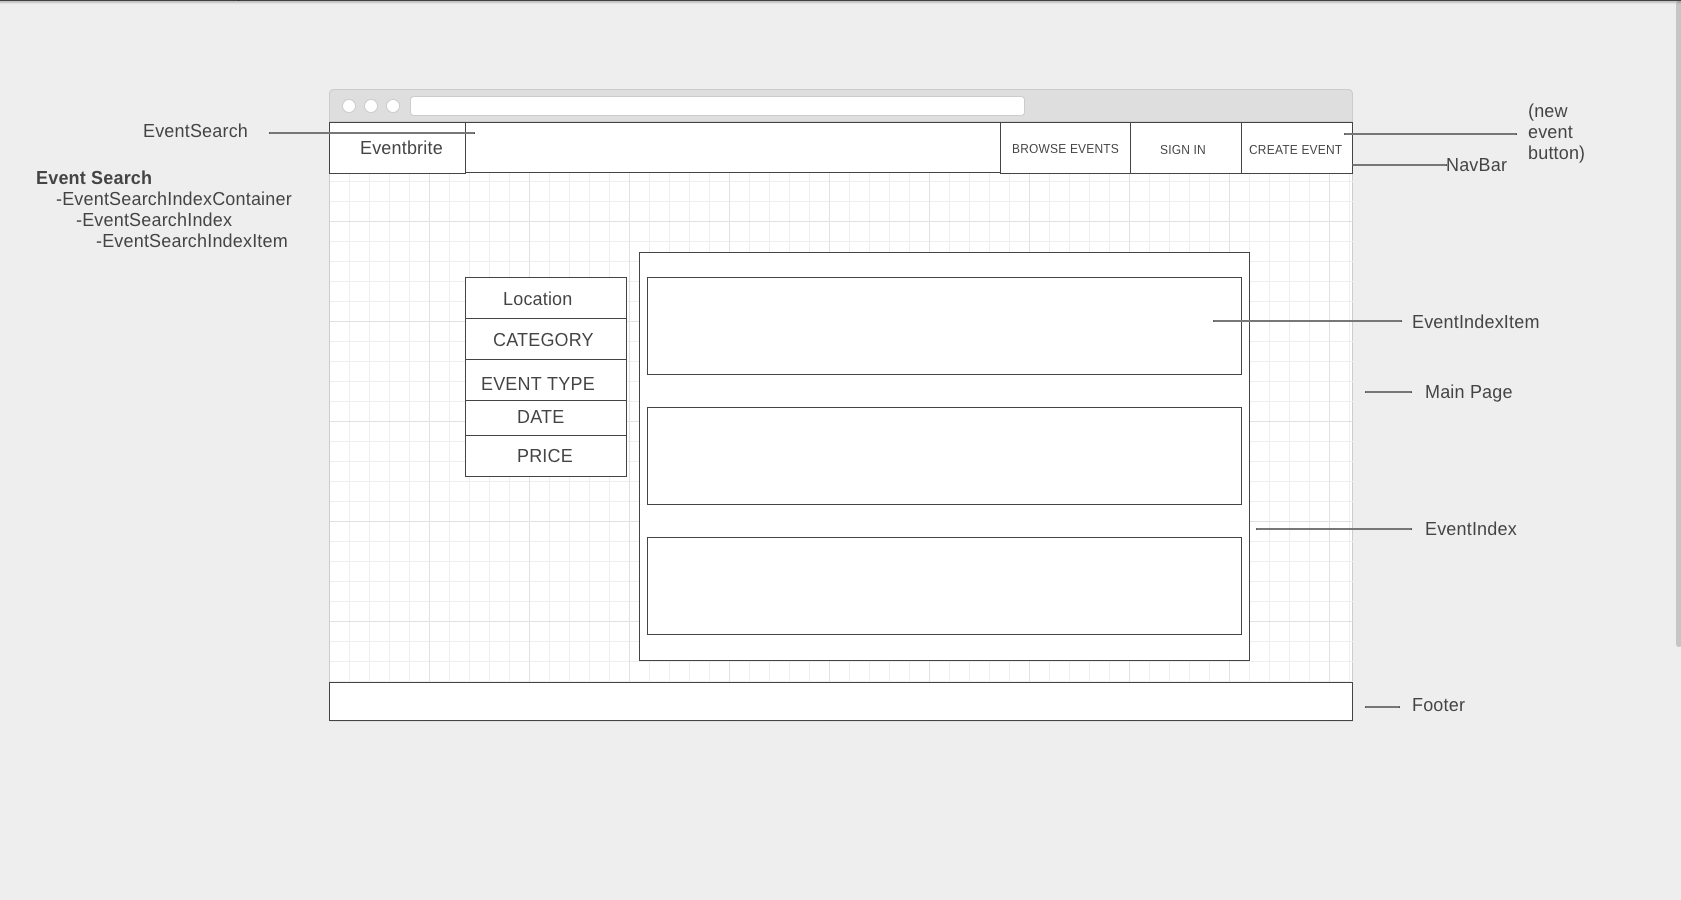 EventSearch
Event Search
-EventSearchIndexContainer
-EventSearchIndex
-EventSearchIndexItem
Eventbrite
BROWSE EVENTS
SIGN IN
CREATE EVENT
(new
event
button)
NavBar
Location
CATEGORY
EVENT TYPE
DATE
PRICE
EventIndexItem
Main Page
EventIndex
Footer